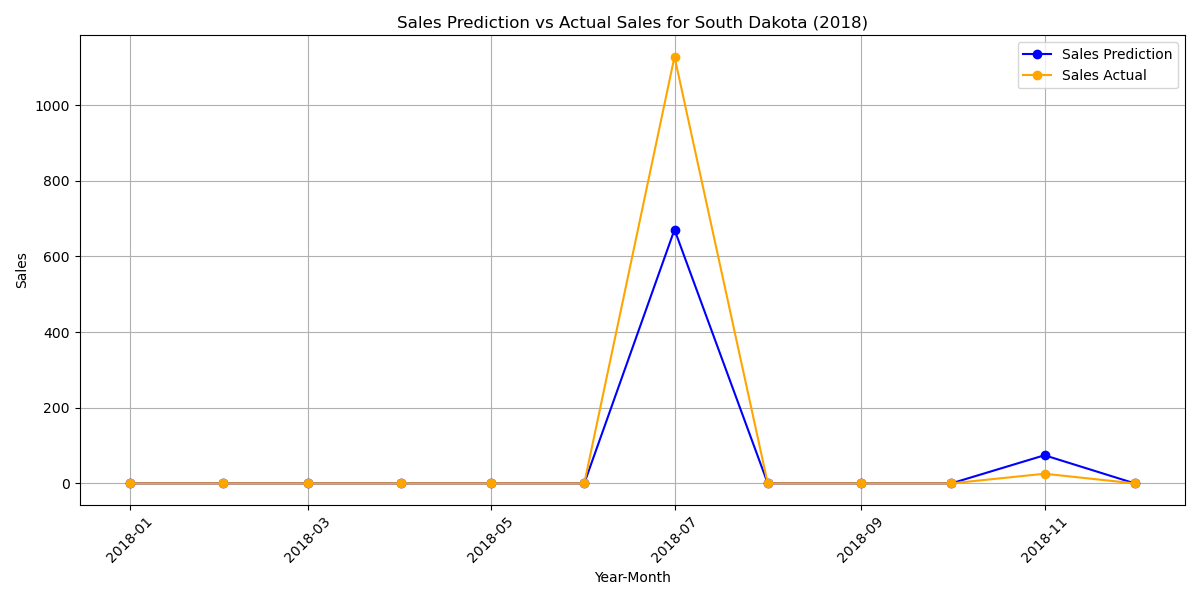 Sales Prediction vs Actual Sales for South Dakota (2018)
Sales Prediction
Sales Actual
1000
800
600
400
200
0
Sales
2018-01
2018-03
2018-05
2018-07
2018-09
2018-11
Year-Month